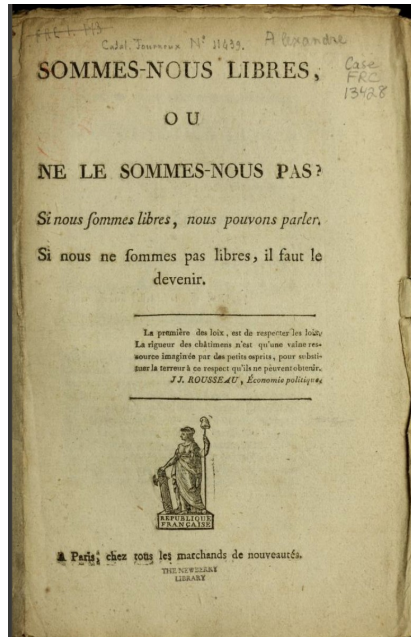 FRC 1. 113
Catal. Tourneux N° 11439.
Alexandre
Case
FRC
13428
SOMMES-NOUS LIBRES,
OU
NE LE SOMMES-NOUS PAS?
Si nous ſommes libres, nous pouvons parler.
Si nous ne ſommes pas libres, il faut le
devenir.
La première des loix, est de respecter les loix.
La rigueur des châtimens n'est qu'une vaine res-
source imaginée par des petits esprits, pour substi-
tuer la terreur à ce respect qu'ils ne peuvent obtenir.
JJ. ROUSSEAU, Économie politique.
RÉPUBLIQUE
FRANÇAISE
A Paris, chez tous les marchands de nouveautés.
THE NEWBERRY
LIBRARY